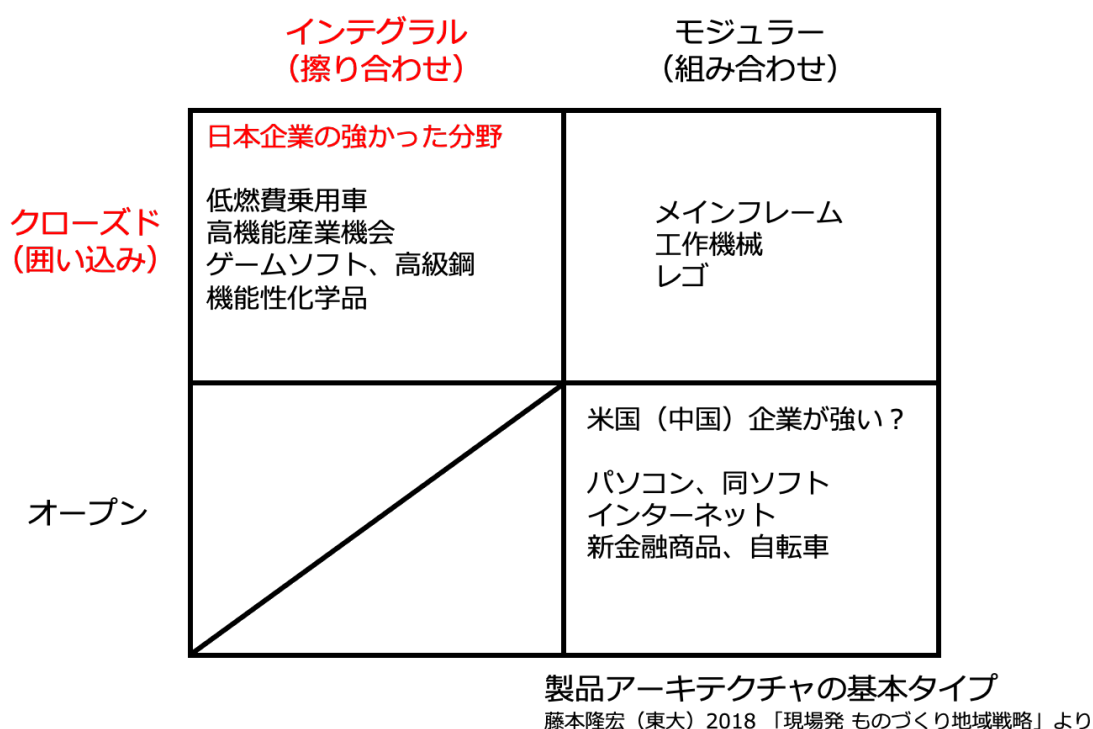 インテグラル
（擦り合わせ）
モジュラー
（組み合わせ）
クローズド
（囲い込み）
日本企業の強かった分野
低燃費乗用車
高機能産業機会
ゲームソフト、高級鋼
機能性化学品
メインフレーム
工作機械
レゴ
オープン
米国（中国）企業が強い？
パソコン、同ソフト
インターネット
新金融商品、自転車
製品アーキテクチャの基本タイプ
藤本隆宏（東大）2018 「現場発 ものづくり地域戦略」より